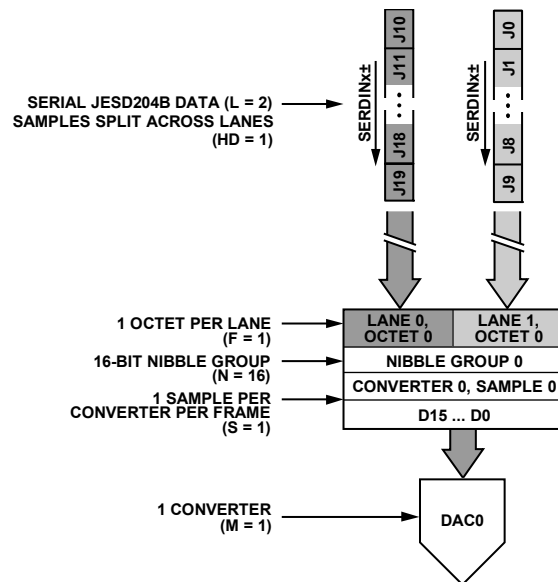 J10
J11
J18
J19
SERDINx±
J0
J1
J8
J9
SERDINx±
SERIAL JESD204B DATA (L = 2)
SAMPLES SPLIT ACROSS LANES
(HD = 1)
1 OCTET PER LANE
(F = 1)
LANE 0,
OCTET 0
LANE 1,
OCTET 0
16-BIT NIBBLE GROUP
(N = 16)
NIBBLE GROUP 0
1 SAMPLE PER
CONVERTER PER FRAME
(S = 1)
CONVERTER 0, SAMPLE 0
D15 ... D0
1 CONVERTER
(M = 1)
DAC0